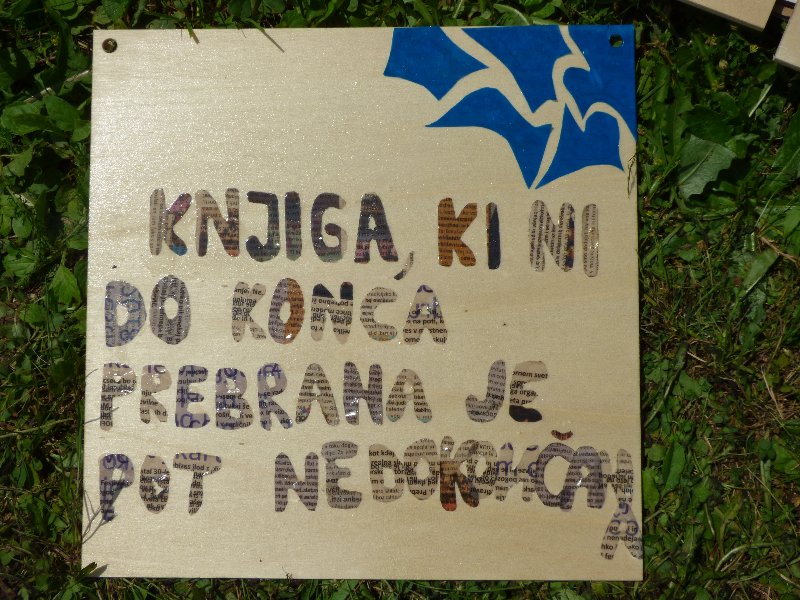 KNJIGA, KI NI
DO KONCA
PREBRANA JE
POT NEDOKONČANA